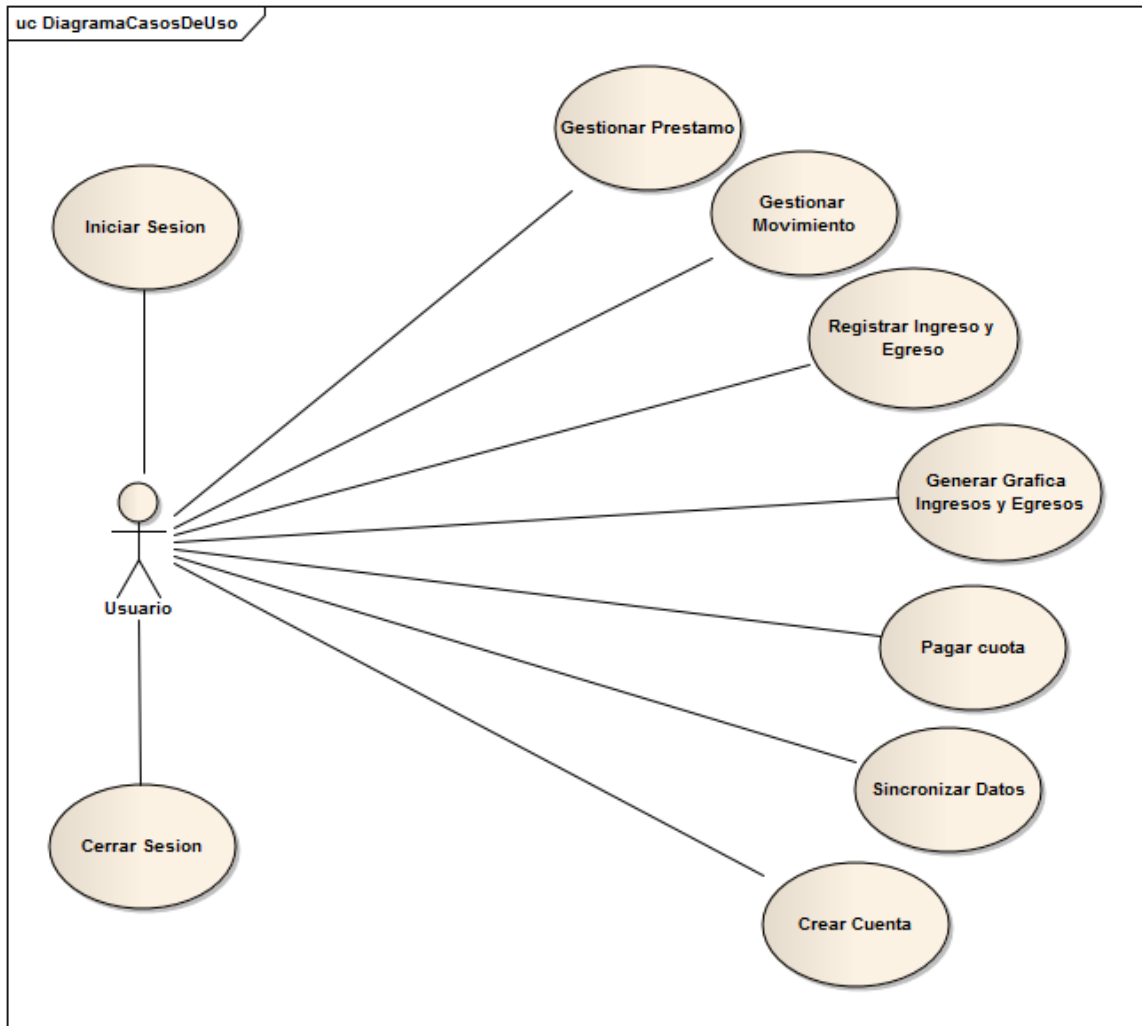 uc DiagramaCasosDeUso
Gestionar Prestamo
Iniciar Sesion
Gestionar
Movimiento
Registrar Ingreso y
Egreso
Generar Grafica
Ingresos y Egresos
Usuario
Pagar cuota
Sincronizar Datos
Cerrar Sesion
Crear Cuenta